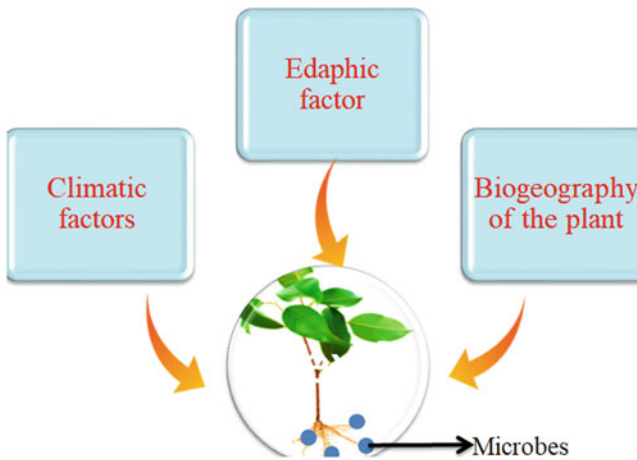 Edaphic
factor
Climatic
factors
Biogeography
of the plant
Microbes